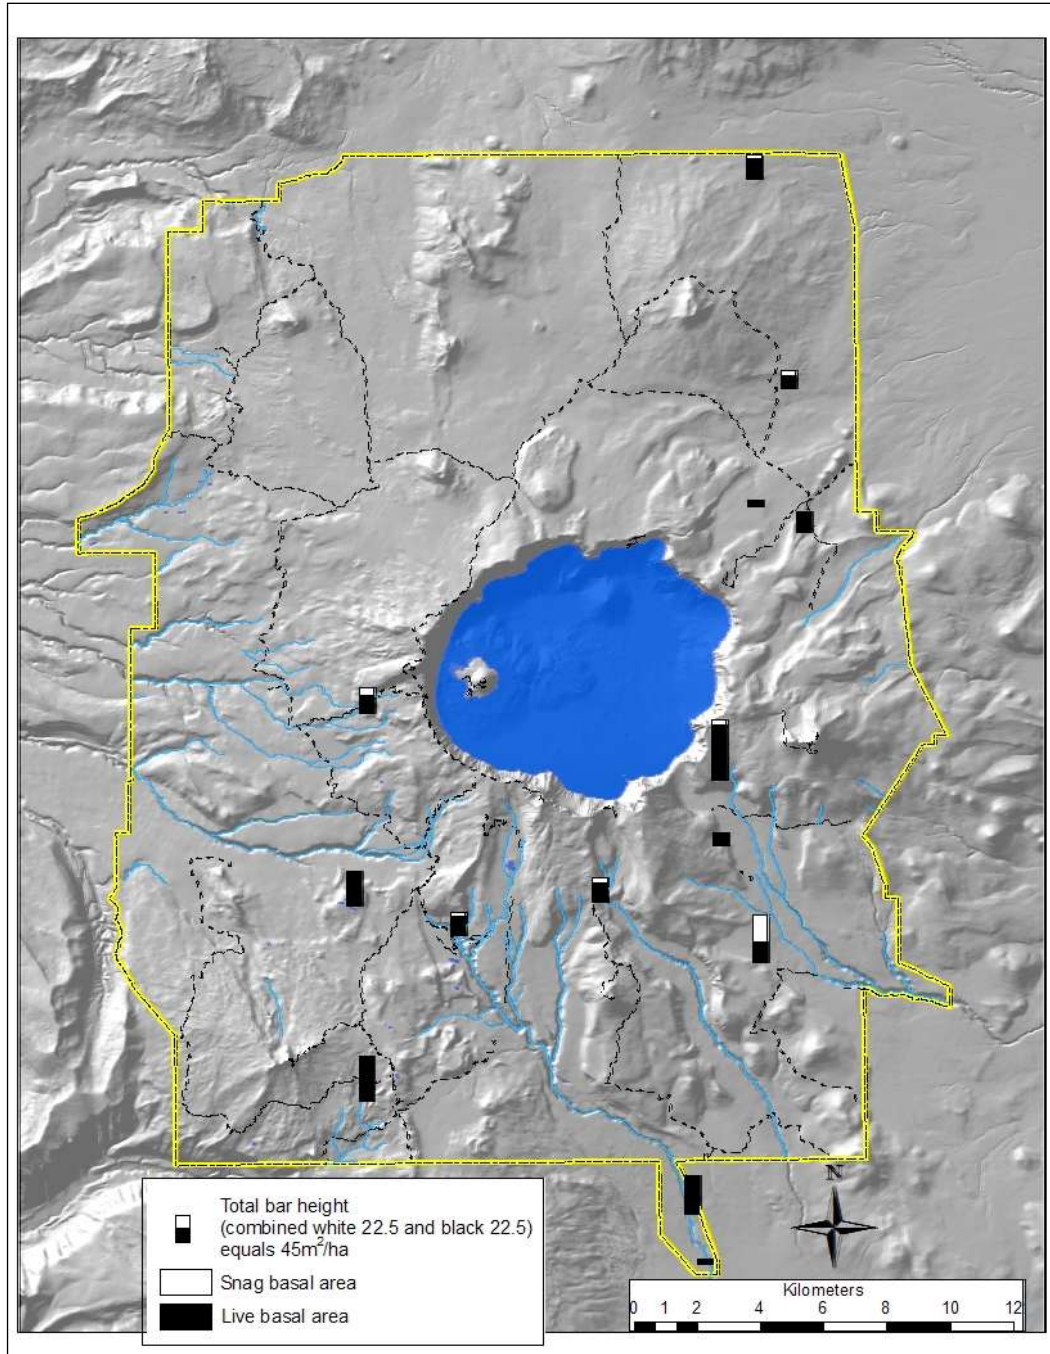 N
Total bar height
(combined white 22.5 and black 22.5)
equals 45m²/ha
Snag basal area
Live basal area
Kilometers
0 1 2 4 6 8 10 12